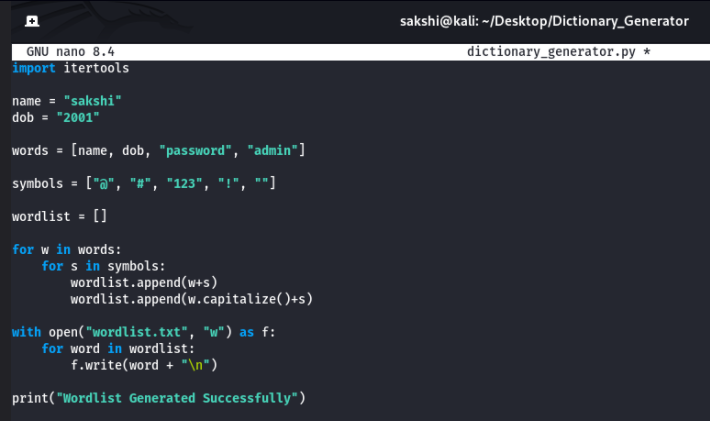 sakshi@kali: ~/Desktop/Dictionary_Generator
GNU nano 8.4 dictionary_generator.py *
import itertools
name = "sakshi"
dob = "2001"
words = [name, dob, "password", "admin"]
symbols = ["@", "#", "123", "!", ""]
wordlist = []
for w in words:
    for s in symbols:
        wordlist.append(w+s)
        wordlist.append(w.capitalize()+s)
with open("wordlist.txt", "w") as f:
    for word in wordlist:
        f.write(word + "\n")
print("Wordlist Generated Successfully")